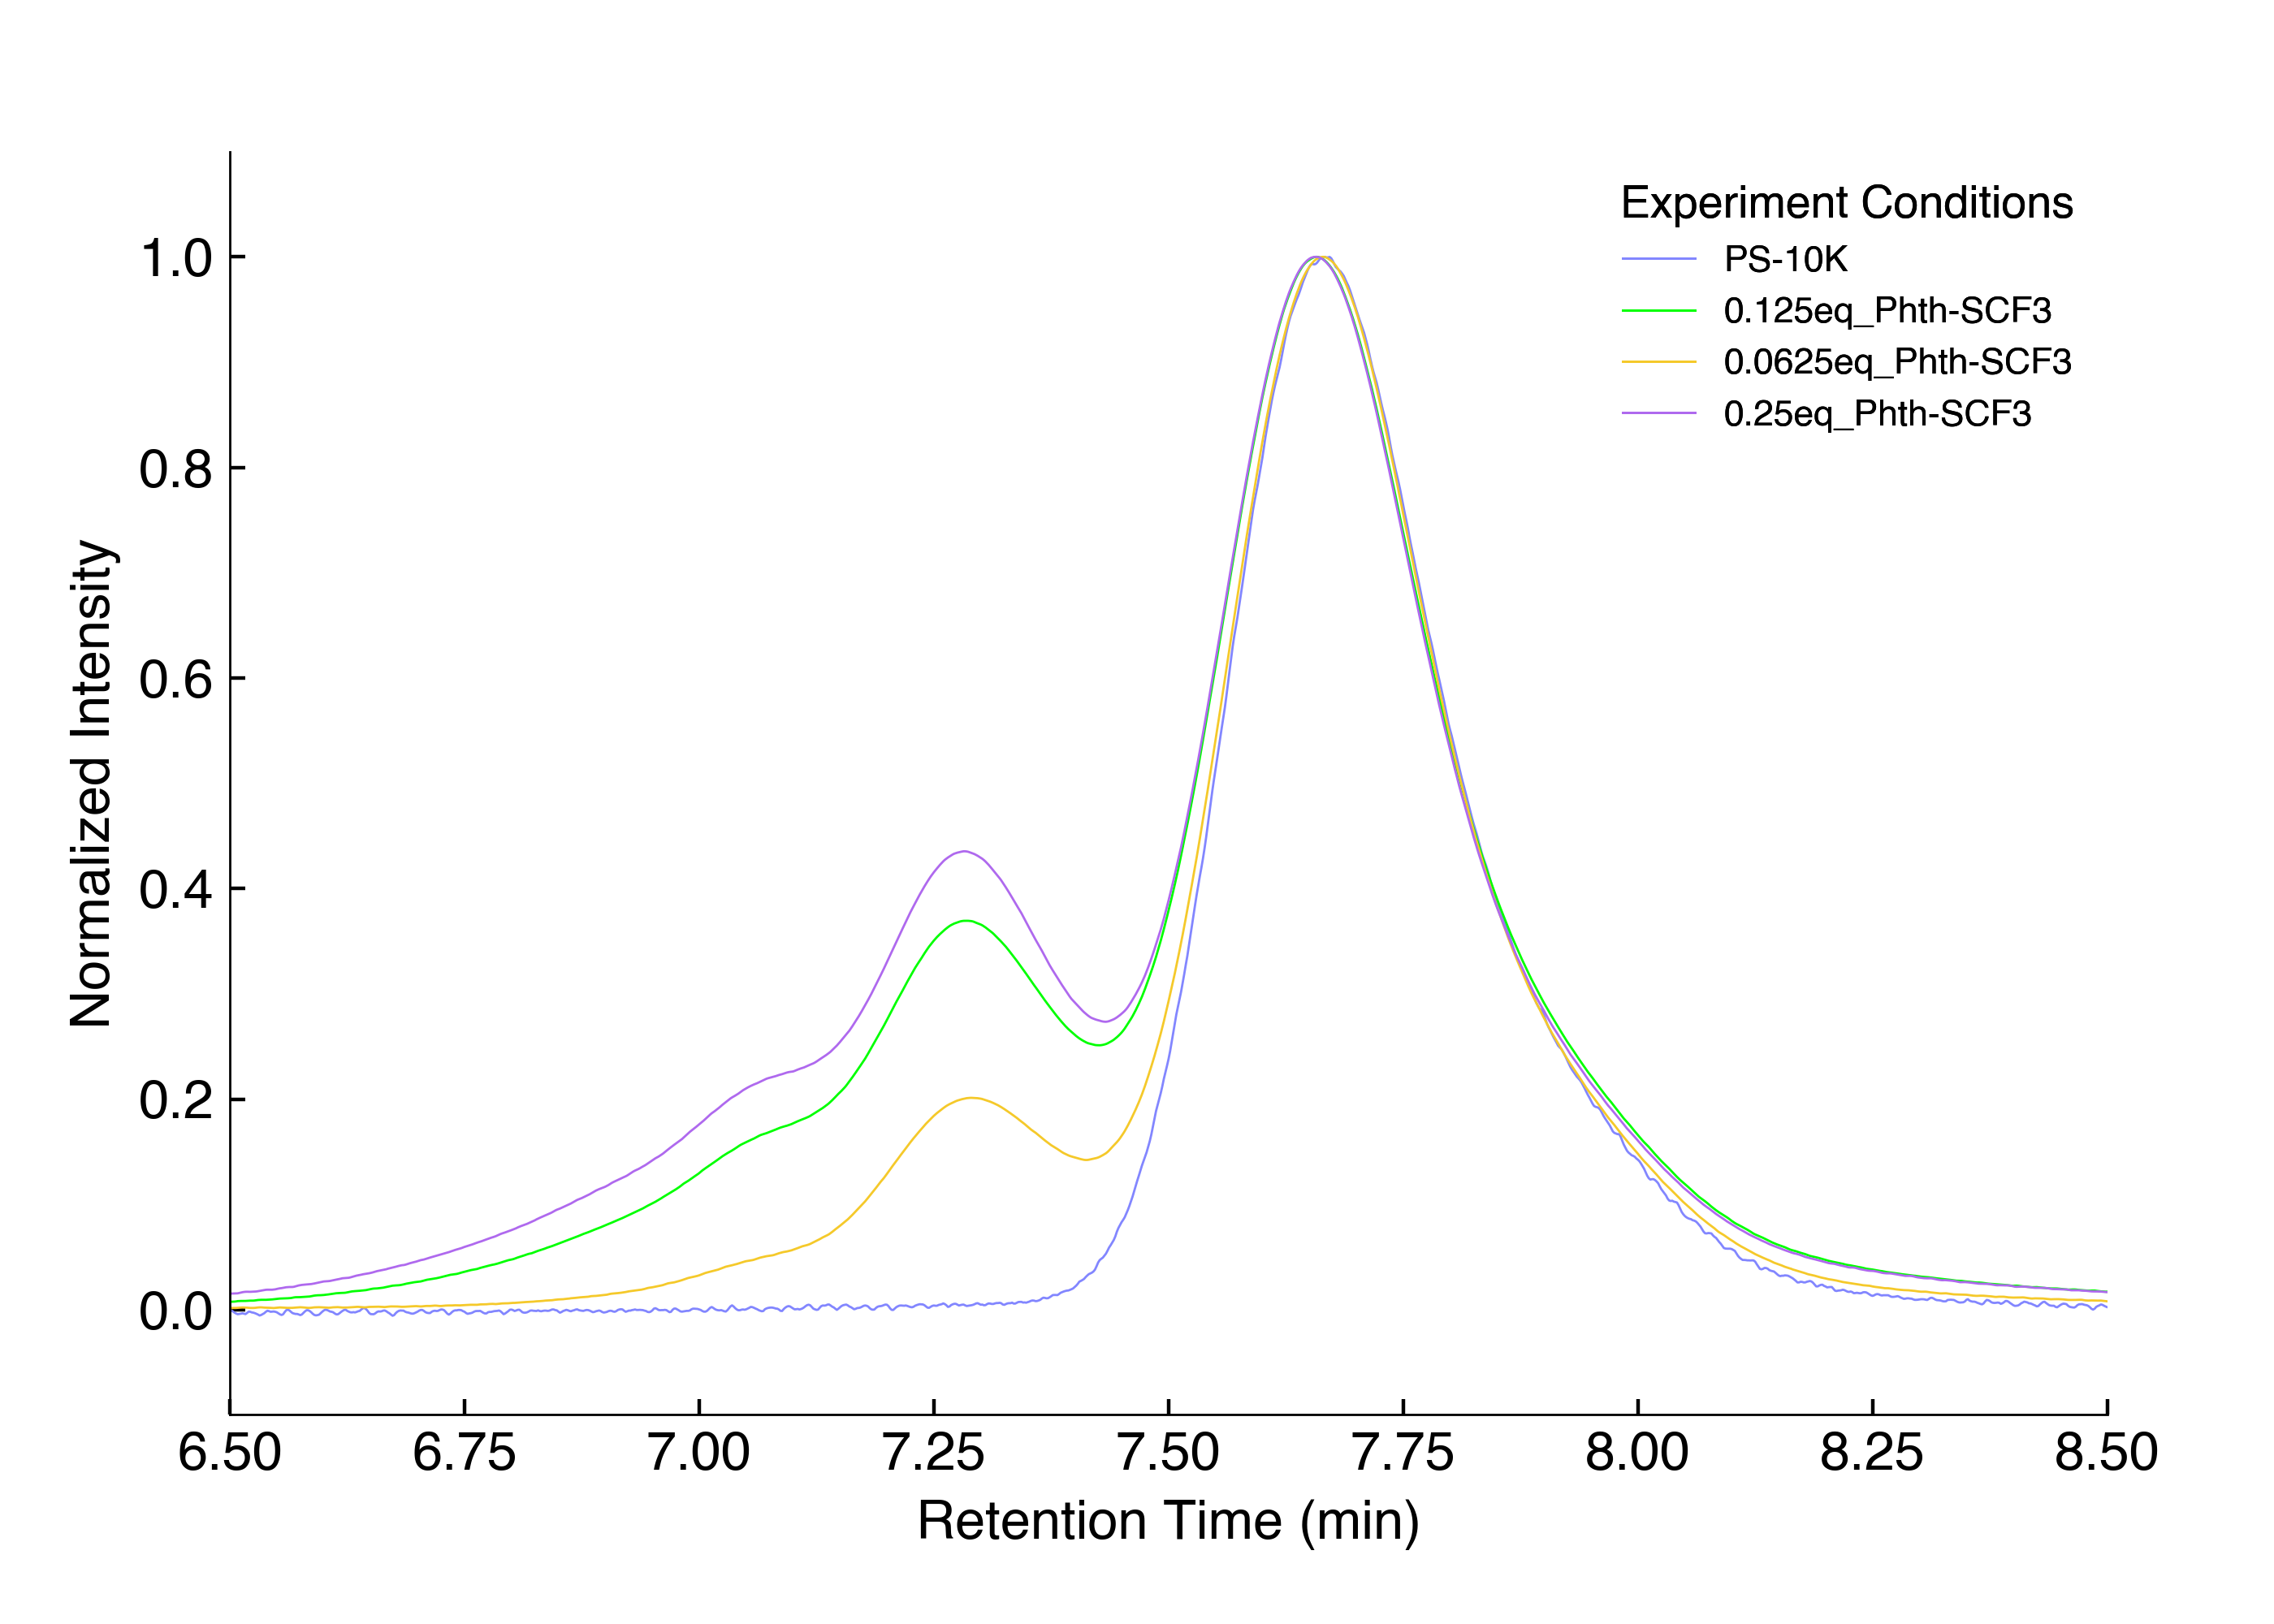 Experiment Conditions
PS-10K
0.125eq_Phth-SCF3
0.0625eq_Phth-SCF3
0.25eq_Phth-SCF3
1.0
0.8
0.6
0.4
0.2
0.0
Normalized Intensity
6.50 6.75 7.00 7.25 7.50 7.75 8.00 8.25 8.50
Retention Time (min)